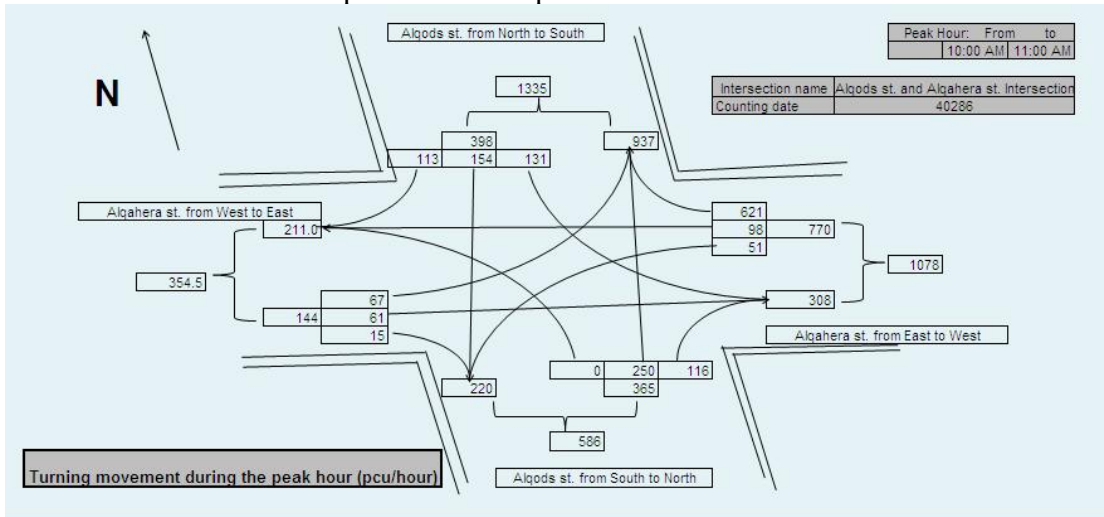 Alqods st. from North to South
Peak Hour: From to
10:00 AM 11:00 AM
N
1335
Intersection name Alqods st. and Alqahera st. Intersection
Counting date 40286
398
937
113 154 131
Alqahera st. from West to East
621
211.0
98 770
51
354.5
1078
67
308
144 61
15
Alqahera st. from East to West
0 250 116
220
365
586
Turning movement during the peak hour (pcu/hour)
Alqods st. from South to North